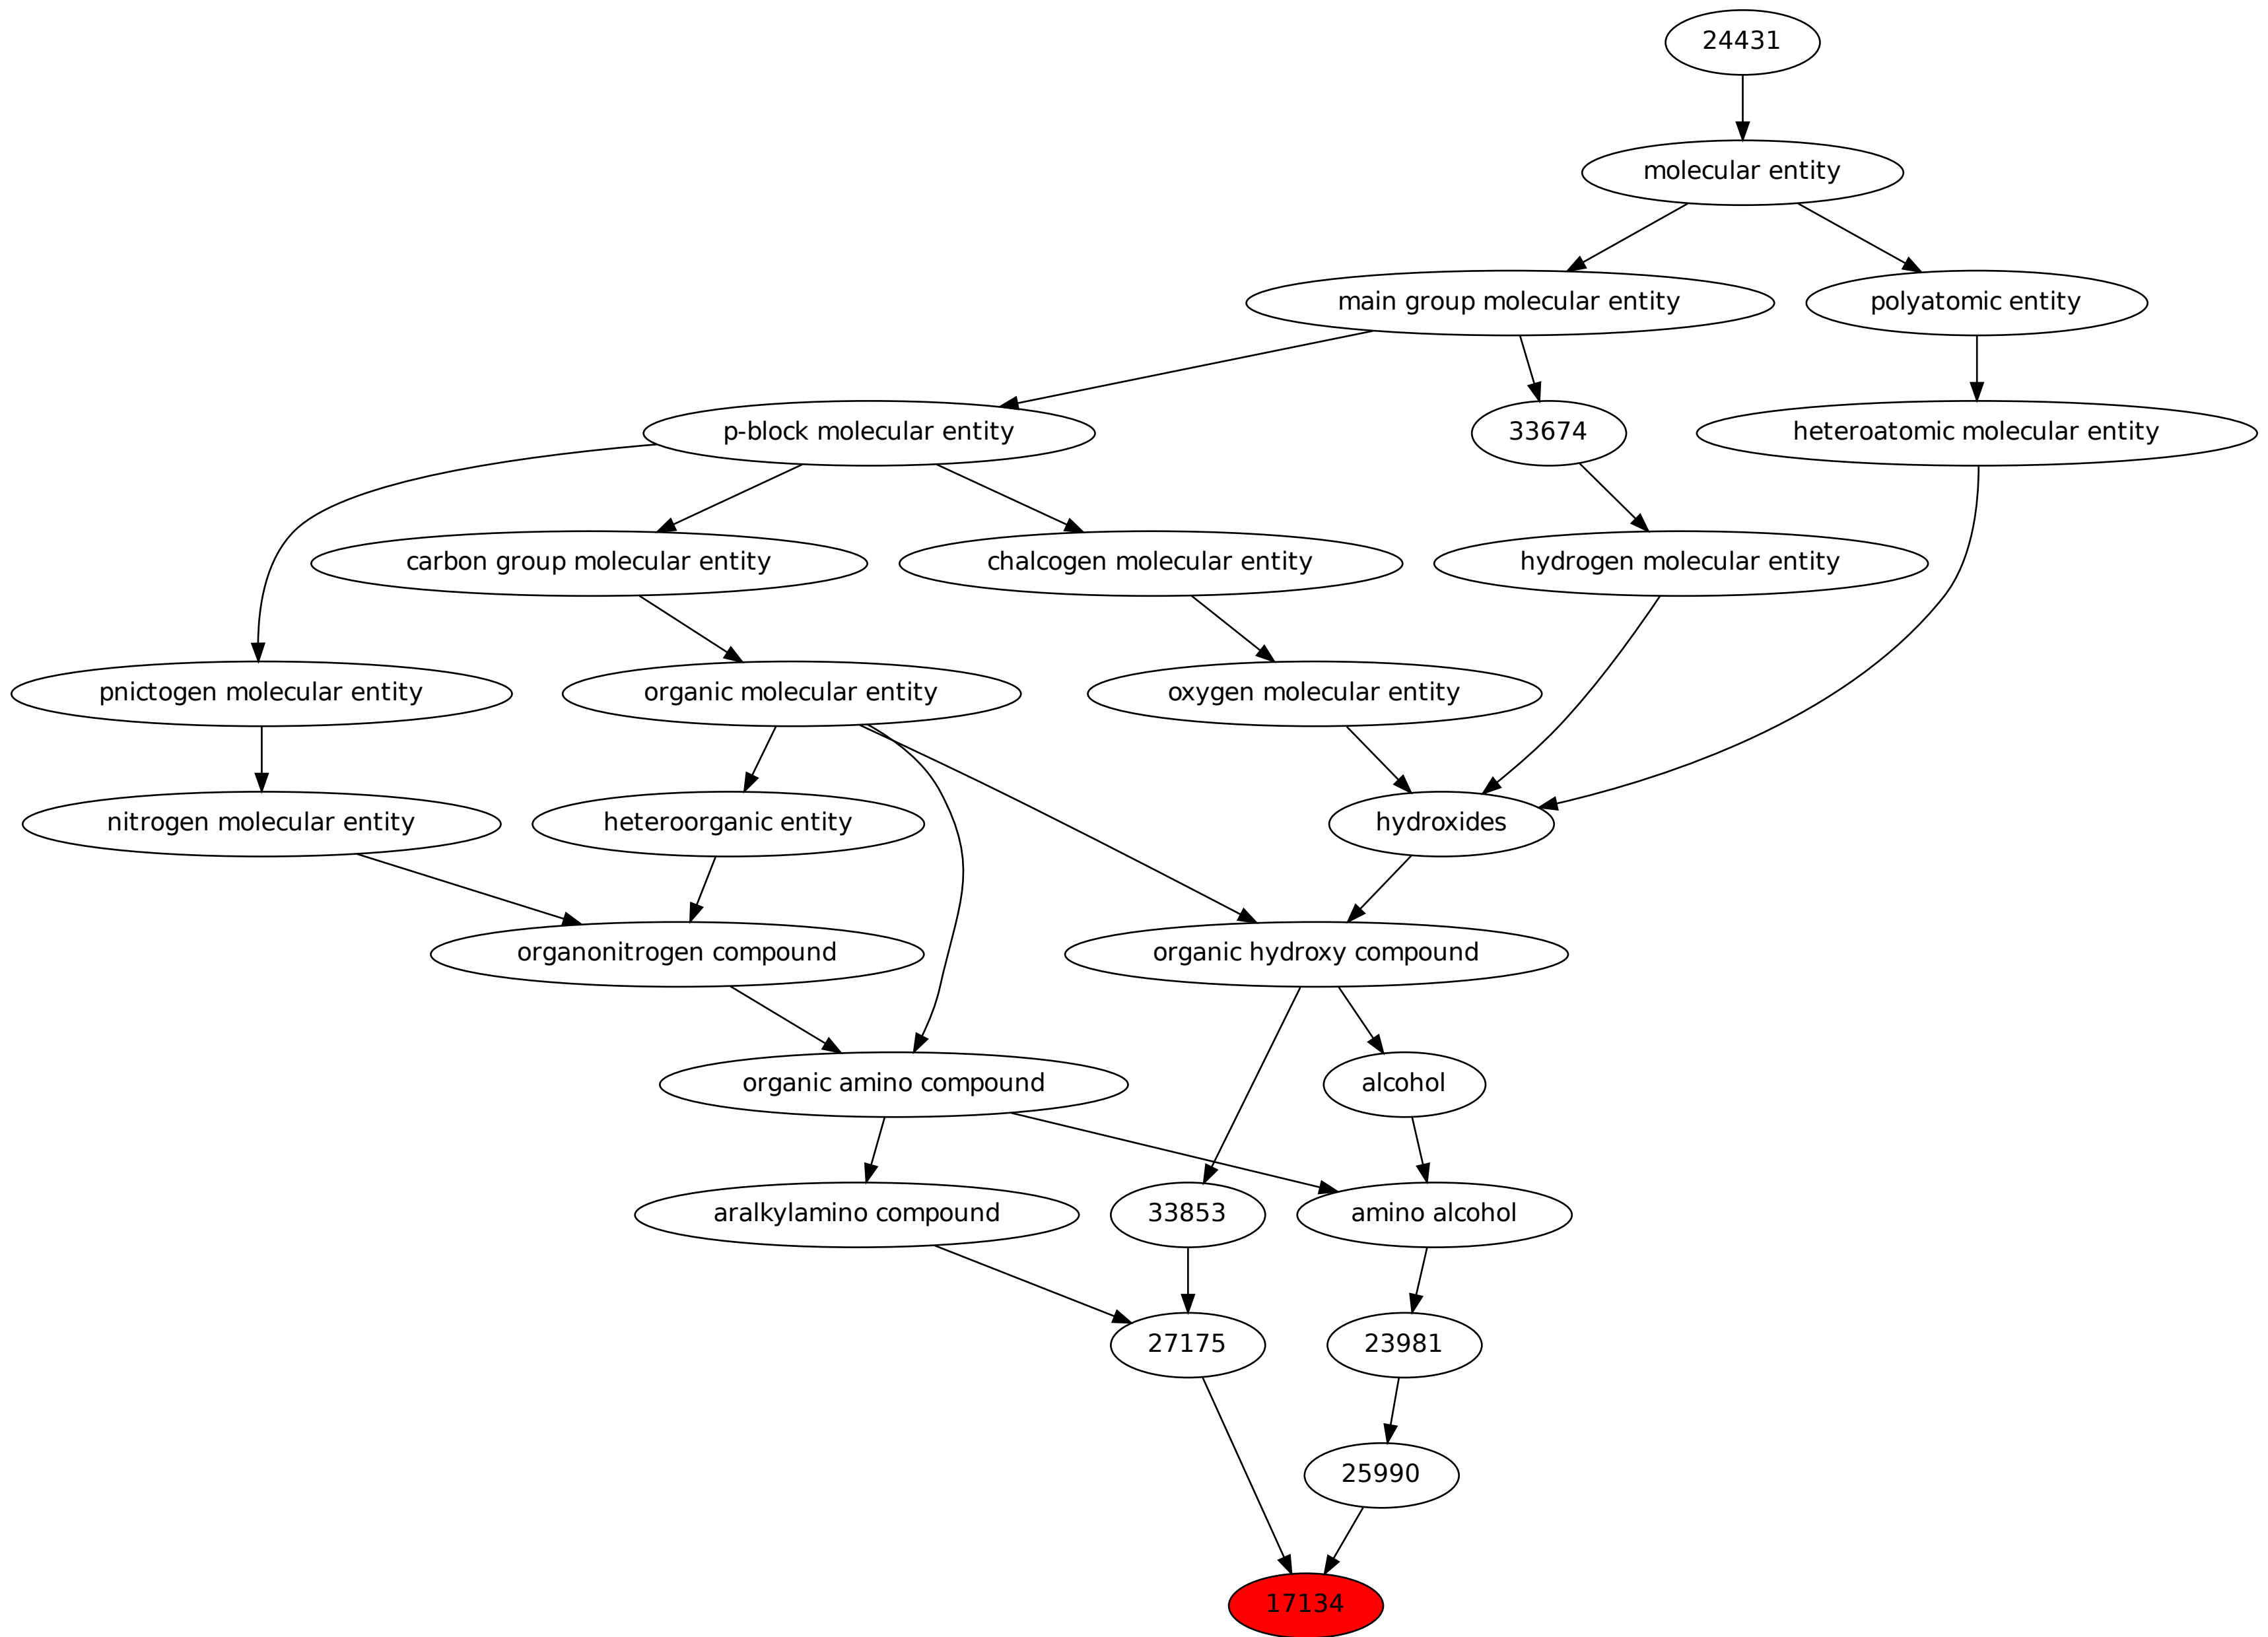 24431
molecular entity
main group molecular entity
polyatomic entity
p-block molecular entity
33674
heteroatomic molecular entity
carbon group molecular entity
chalcogen molecular entity
hydrogen molecular entity
pnictogen molecular entity
organic molecular entity
oxygen molecular entity
nitrogen molecular entity
heteroorganic entity
hydroxides
organonitrogen compound
organic hydroxy compound
organic amino compound
alcohol
aralkylamino compound
33853
amino alcohol
27175
23981
25990
17134